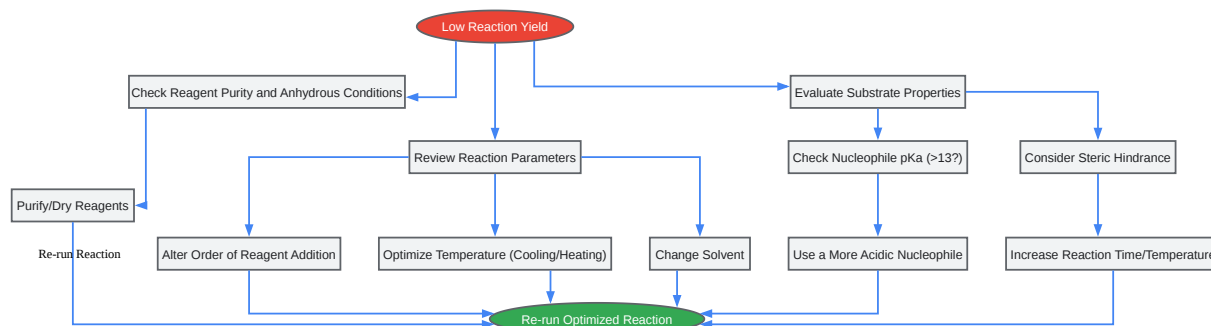 Low Reaction Yield
Check Reagent Purity and Anhydrous Conditions
Evaluate Substrate Properties
Review Reaction Parameters
Check Nucleophile pKa (>13?)
Consider Steric Hindrance
Purify/Dry Reagents
Re-run Reaction
Alter Order of Reagent Addition
Optimize Temperature (Cooling/Heating)
Change Solvent
Use a More Acidic Nucleophile
Increase Reaction Time/Temperature
Re-run Optimized Reaction